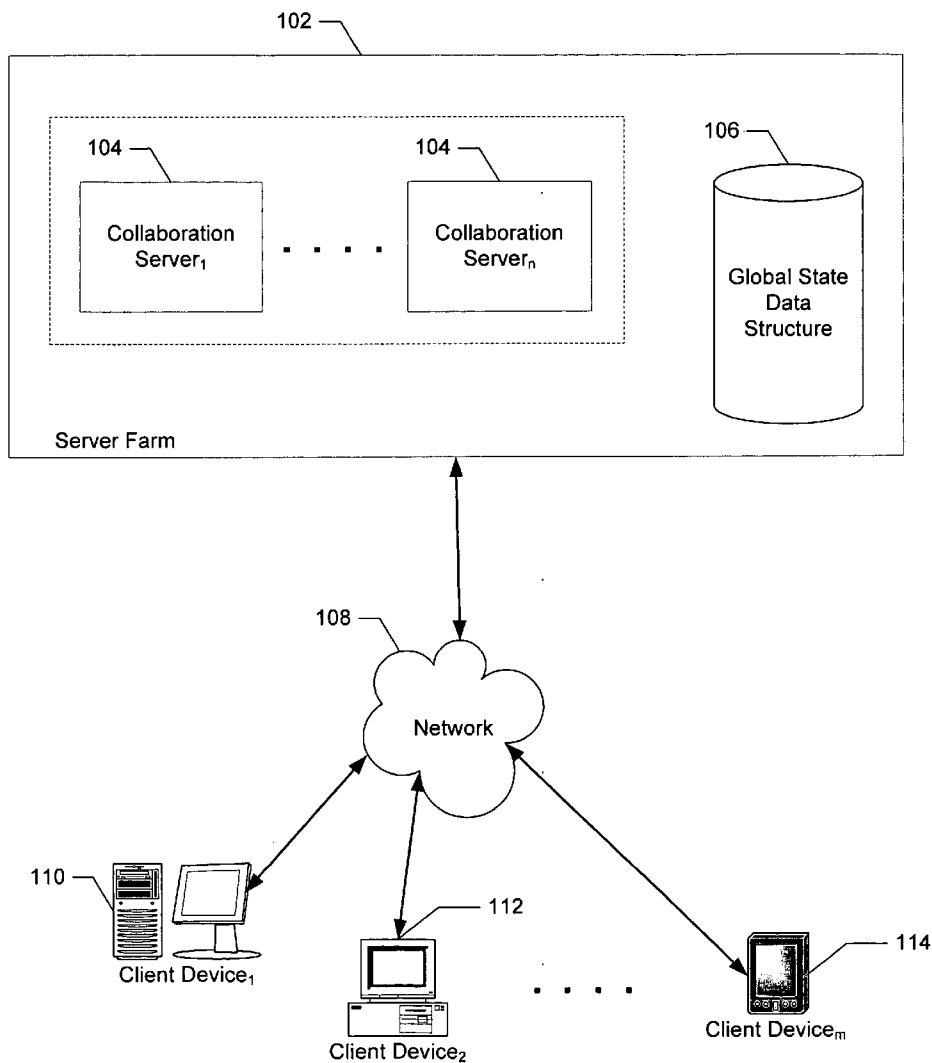 102
104
104
106
Collaboration
Server₁
Collaboration
Serverₙ
Global State
Data
Structure
Server Farm
108
Network
110
112
114
Client Device₁
Client Device₂
Client Deviceₘ